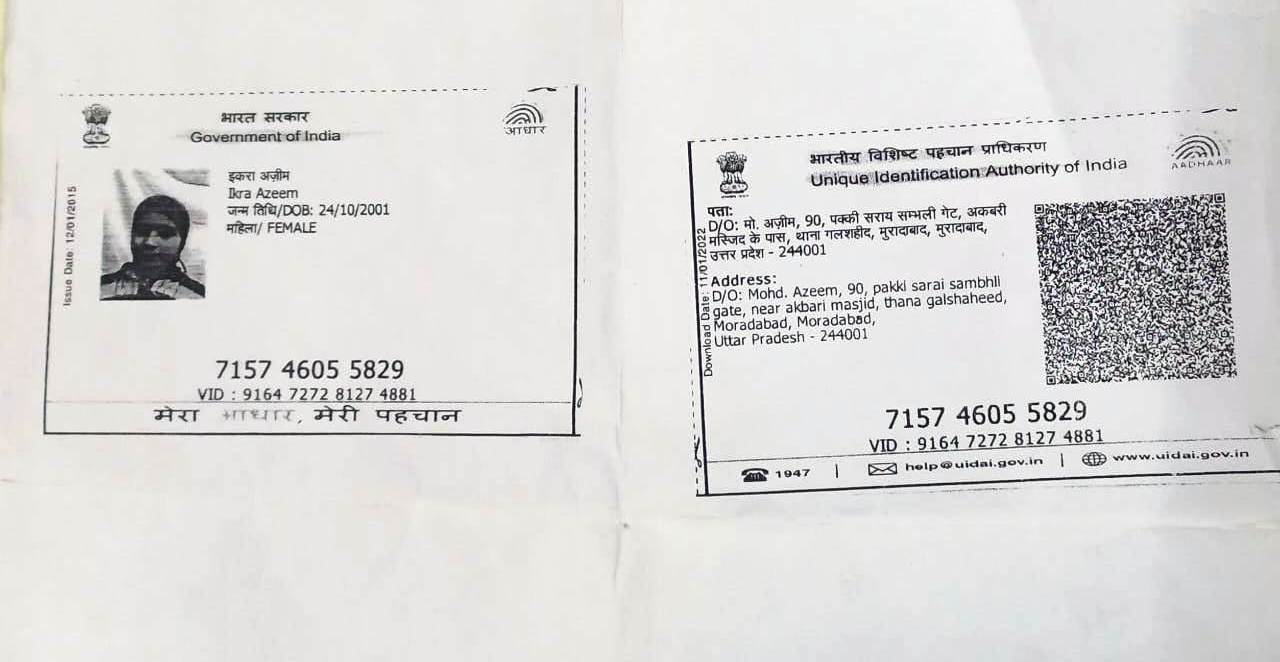 भारत सरकार
Government of India
आधार
Issue Date: 12/01/2015
इकरा अज़ीम
Ikra Azeem
जन्म तिथि/DOB: 24/10/2001
महिला/ FEMALE
7157 4605 5829
VID : 9164 7272 8127 4881
मेरा आधार, मेरी पहचान
भारतीय विशिष्ट पहचान प्राधिकरण
Unique Identification Authority of India
AADHAAR
Download Date: 11/01/2022
पता:
D/O: मो. अज़ीम, 90, पक्की सराय सम्भली गेट, अकबरी
मस्जिद के पास, थाना गलशहीद, मुरादाबाद, मुरादाबाद,
उत्तर प्रदेश - 244001
Address:
D/O: Mohd. Azeem, 90, pakki sarai sambhli
gate, near akbari masjid, thana galshaheed,
Moradabad, Moradabad,
Uttar Pradesh - 244001
7157 4605 5829
VID : 9164 7272 8127 4881
1947 | help@uidai.gov.in | www.uidai.gov.in